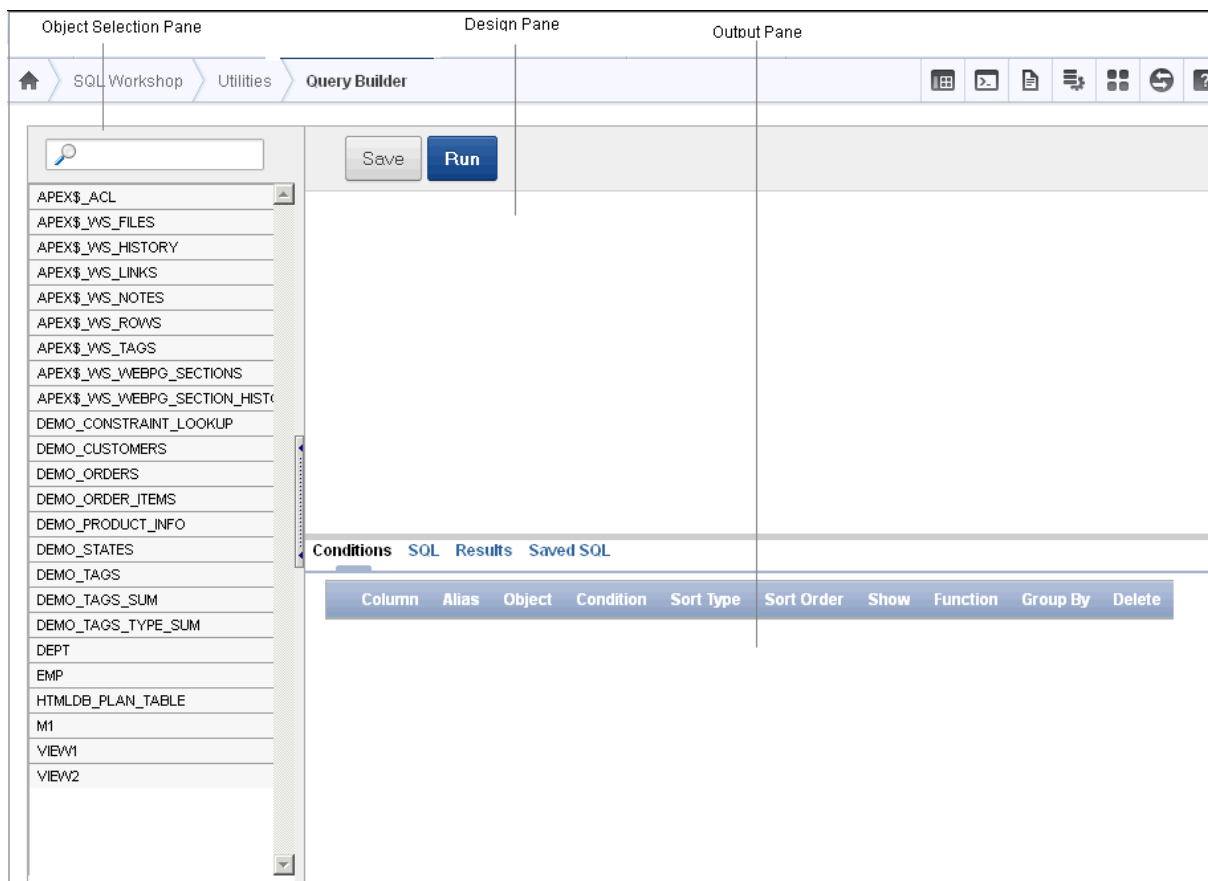 Object Selection Pane
Design Pane
Output Pane
SQL Workshop Utilities Query Builder
Save Run
APEX$_ACL
APEX$_WS_FILES
APEX$_WS_HISTORY
APEX$_WS_LINKS
APEX$_WS_NOTES
APEX$_WS_ROWS
APEX$_WS_TAGS
APEX$_WS_WEBPG_SECTIONS
APEX$_WS_WEBPG_SECTION_HISTO
DEMO_CONSTRAINT_LOOKUP
DEMO_CUSTOMERS
DEMO_ORDERS
DEMO_ORDER_ITEMS
DEMO_PRODUCT_INFO
DEMO_STATES
DEMO_TAGS
DEMO_TAGS_SUM
DEMO_TAGS_TYPE_SUM
DEPT
EMP
HTMLDB_PLAN_TABLE
M1
VIEW1
VIEW2
Conditions SQL Results Saved SQL
Column Alias Object Condition Sort Type Sort Order Show Function Group By Delete